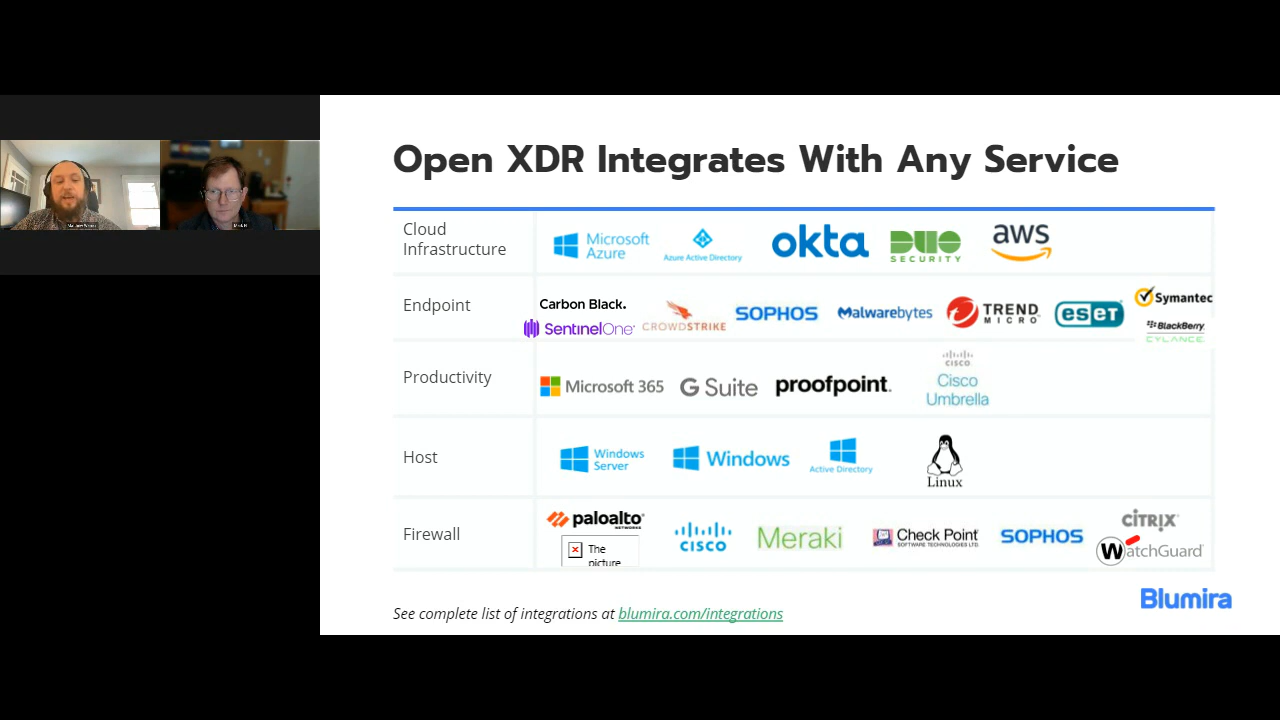 Open XDR Integrates With Any Service
Cloud
Infrastructure
Microsoft
Azure
Azure Active Directory
okta
DUO
SECURITY
aws
Endpoint
Carbon Black.
SentinelOne
CROWDSTRIKE
SOPHOS
Malwarebytes
TREND
MICRO
eset
Symantec
BlackBerry
CYLANCE
Productivity
Microsoft 365
G Suite
proofpoint.
CISCO
Cisco
Umbrella
Host
Windows
Server
Windows
Active Directory
Linux
Firewall
paloalto
NETWORKS
The
picture
CISCO
Meraki
Check Point
SOFTWARE TECHNOLOGIES LTD.
SOPHOS
CITRIX
WatchGuard
See complete list of integrations at blumira.com/integrations
Blumira